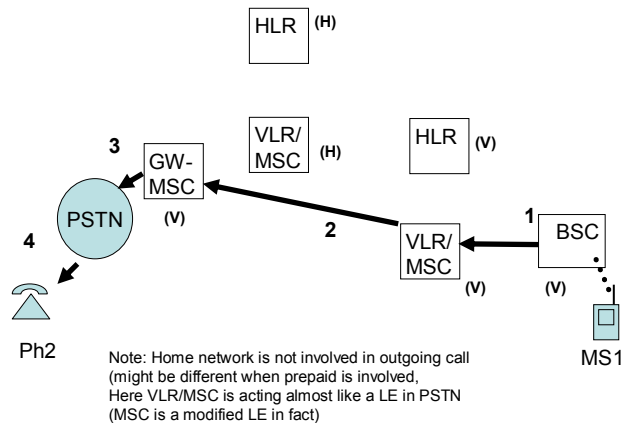 HLR (H)
VLR/
MSC (H)
HLR (V)
3
GW-
MSC
(V)
PSTN
4
2
VLR/
MSC
(V)
1
BSC
(V)
Ph2
MS1
Note: Home network is not involved in outgoing call
(might be different when prepaid is involved,
Here VLR/MSC is acting almost like a LE in PSTN
(MSC is a modified LE in fact)